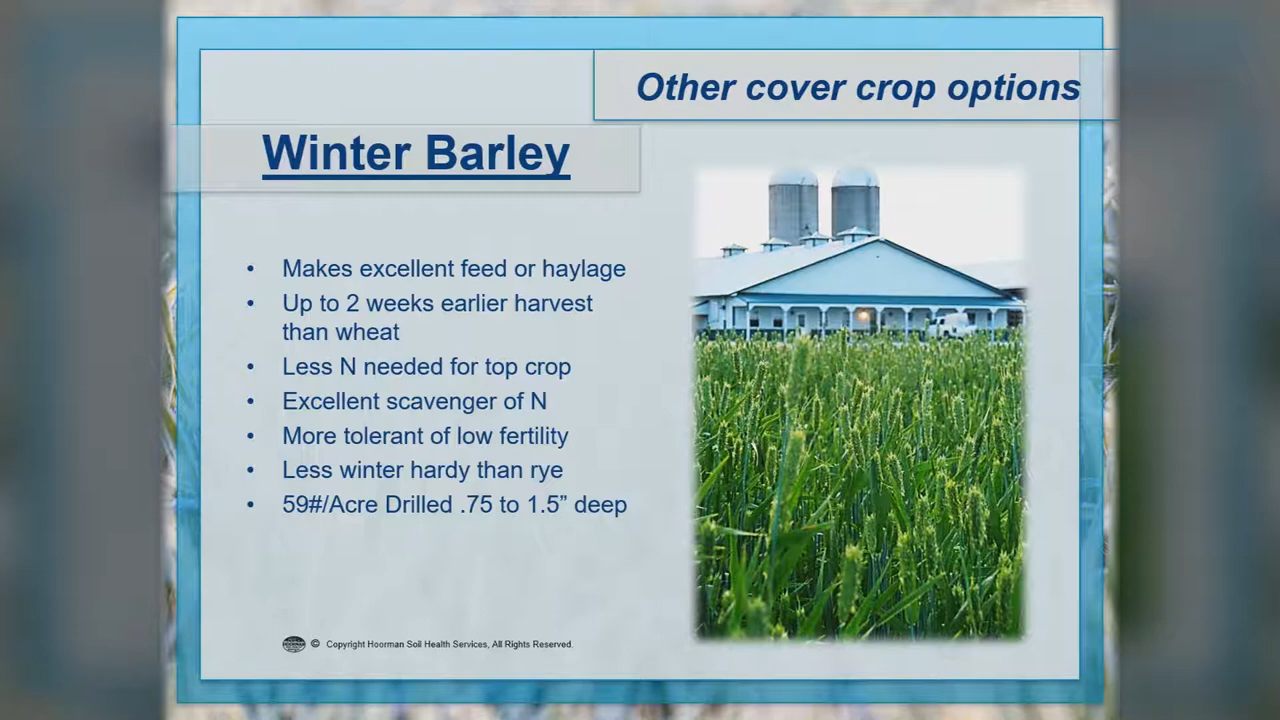 Other cover crop options
Winter Barley
• Makes excellent feed or haylage
• Up to 2 weeks earlier harvest
than wheat
• Less N needed for top crop
• Excellent scavenger of N
• More tolerant of low fertility
• Less winter hardy than rye
• 59#/Acre Drilled .75 to 1.5” deep
© Copyright Hoorman Soil Health Services, All Rights Reserved.